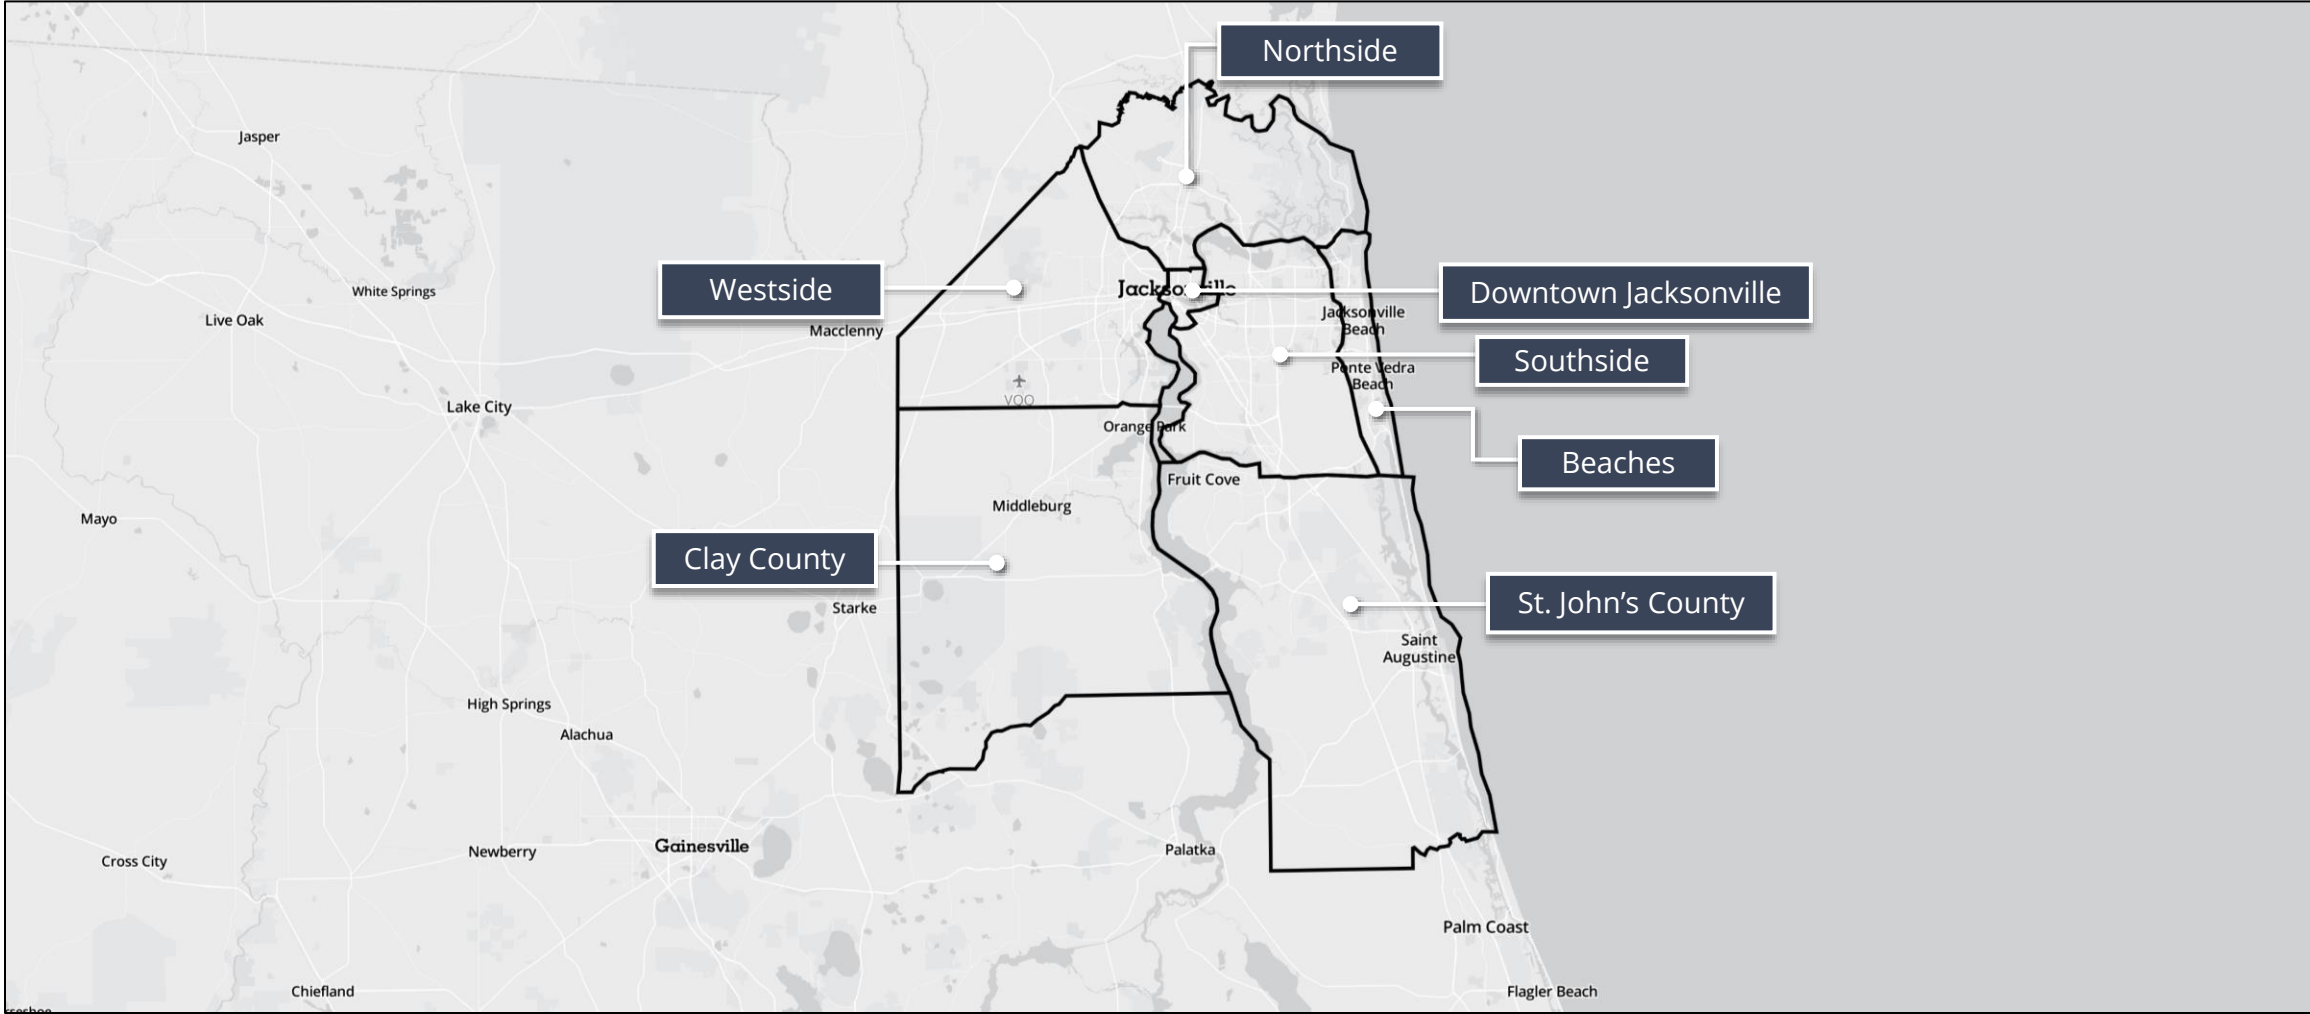 Northside
Jasper
Westside
Jacksonville
Downtown Jacksonville
White Springs
Live Oak
Macclenny
Jacksonville
Beach
Southside
Ponte Vedra
Beach
VQQ
Lake City
Orange Park
Beaches
Fruit Cove
Middleburg
Mayo
Clay County
Starke
St. John’s County
Saint
Augustine
High Springs
Alachua
Gainesville
Newberry
Palatka
Cross City
Palm Coast
Chiefland
Flagler Beach